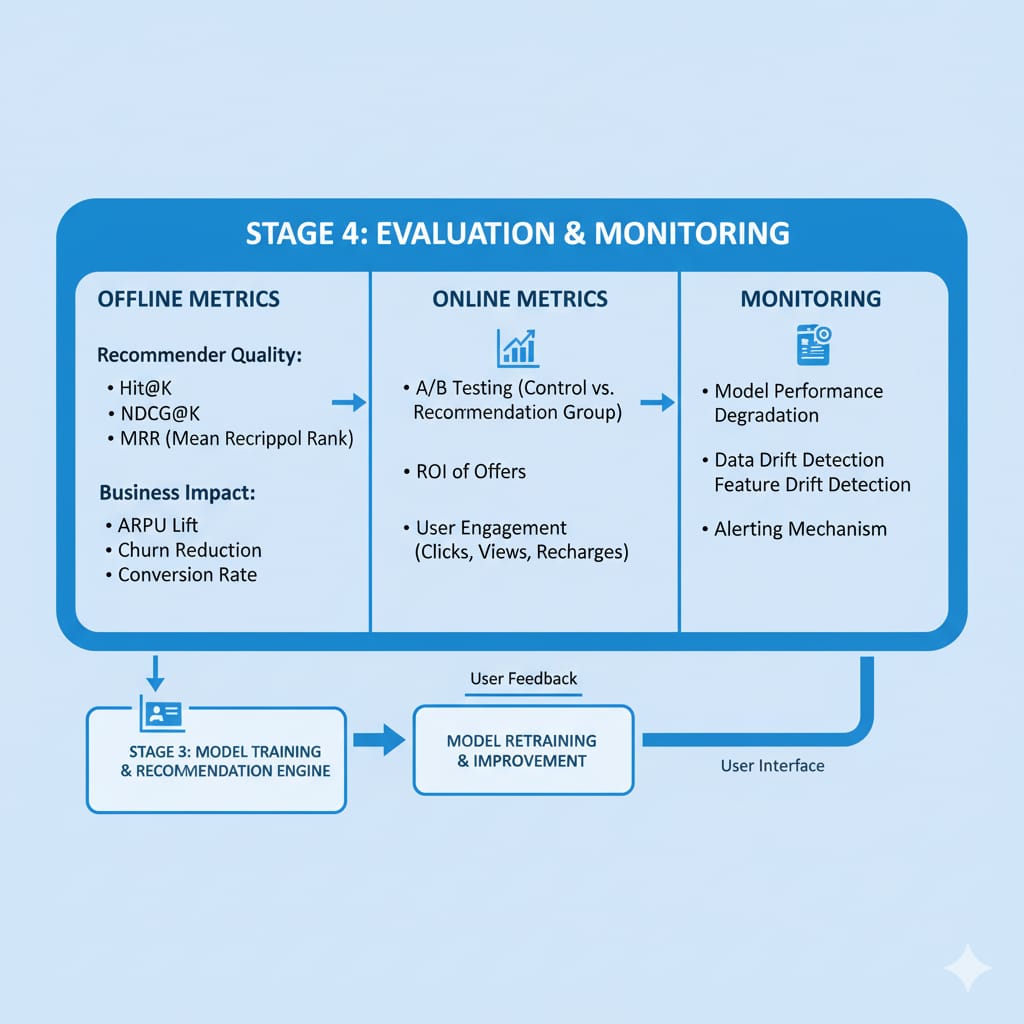 STAGE 4: EVALUATION & MONITORING
OFFLINE METRICS
Recommender Quality:
• Hit@K
• NDCG@K
• MRR (Mean Recrippol Rank)
Business Impact:
• ARPU Lift
• Churn Reduction
• Conversion Rate
ONLINE METRICS
• A/B Testing (Control vs.
Recommendation Group)
• ROI of Offers
• User Engagement
(Clicks, Views, Recharges)
MONITORING
• Model Performance
Degradation
• Data Drift Detection
Feature Drift Detection
• Alerting Mechanism
STAGE 3: MODEL TRAINING
& RECOMMENDATION ENGINE
User Feedback
MODEL RETRAINING
& IMPROVEMENT
User Interface